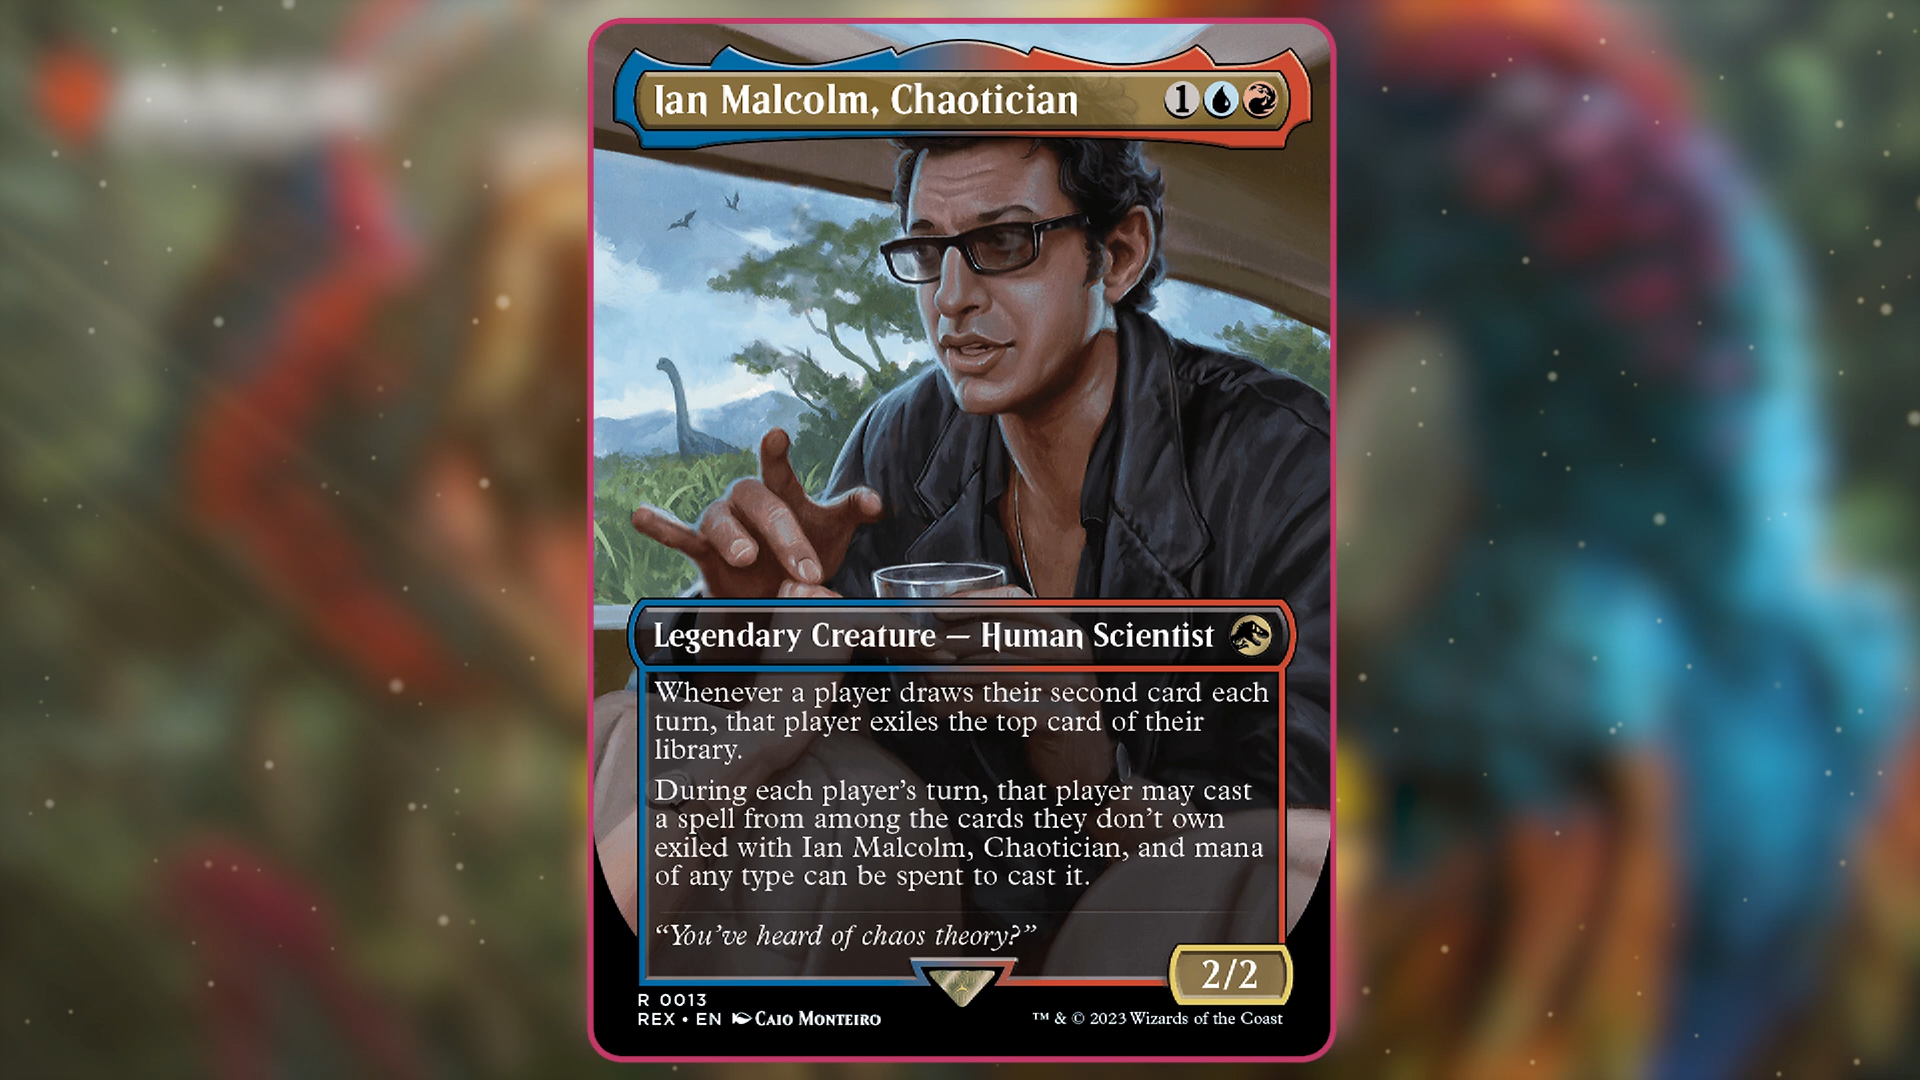 Ian Malcolm, Chaotician 1
Legendary Creature — Human Scientist
Whenever a player draws their second card each
turn, that player exiles the top card of their
library.
During each player's turn, that player may cast
a spell from among the cards they don't own
exiled with Ian Malcolm, Chaotician, and mana
of any type can be spent to cast it.
“You've heard of chaos theory?”
2/2
R 0013
REX • EN CAIO MONTEIRO
™ & © 2023 Wizards of the Coast